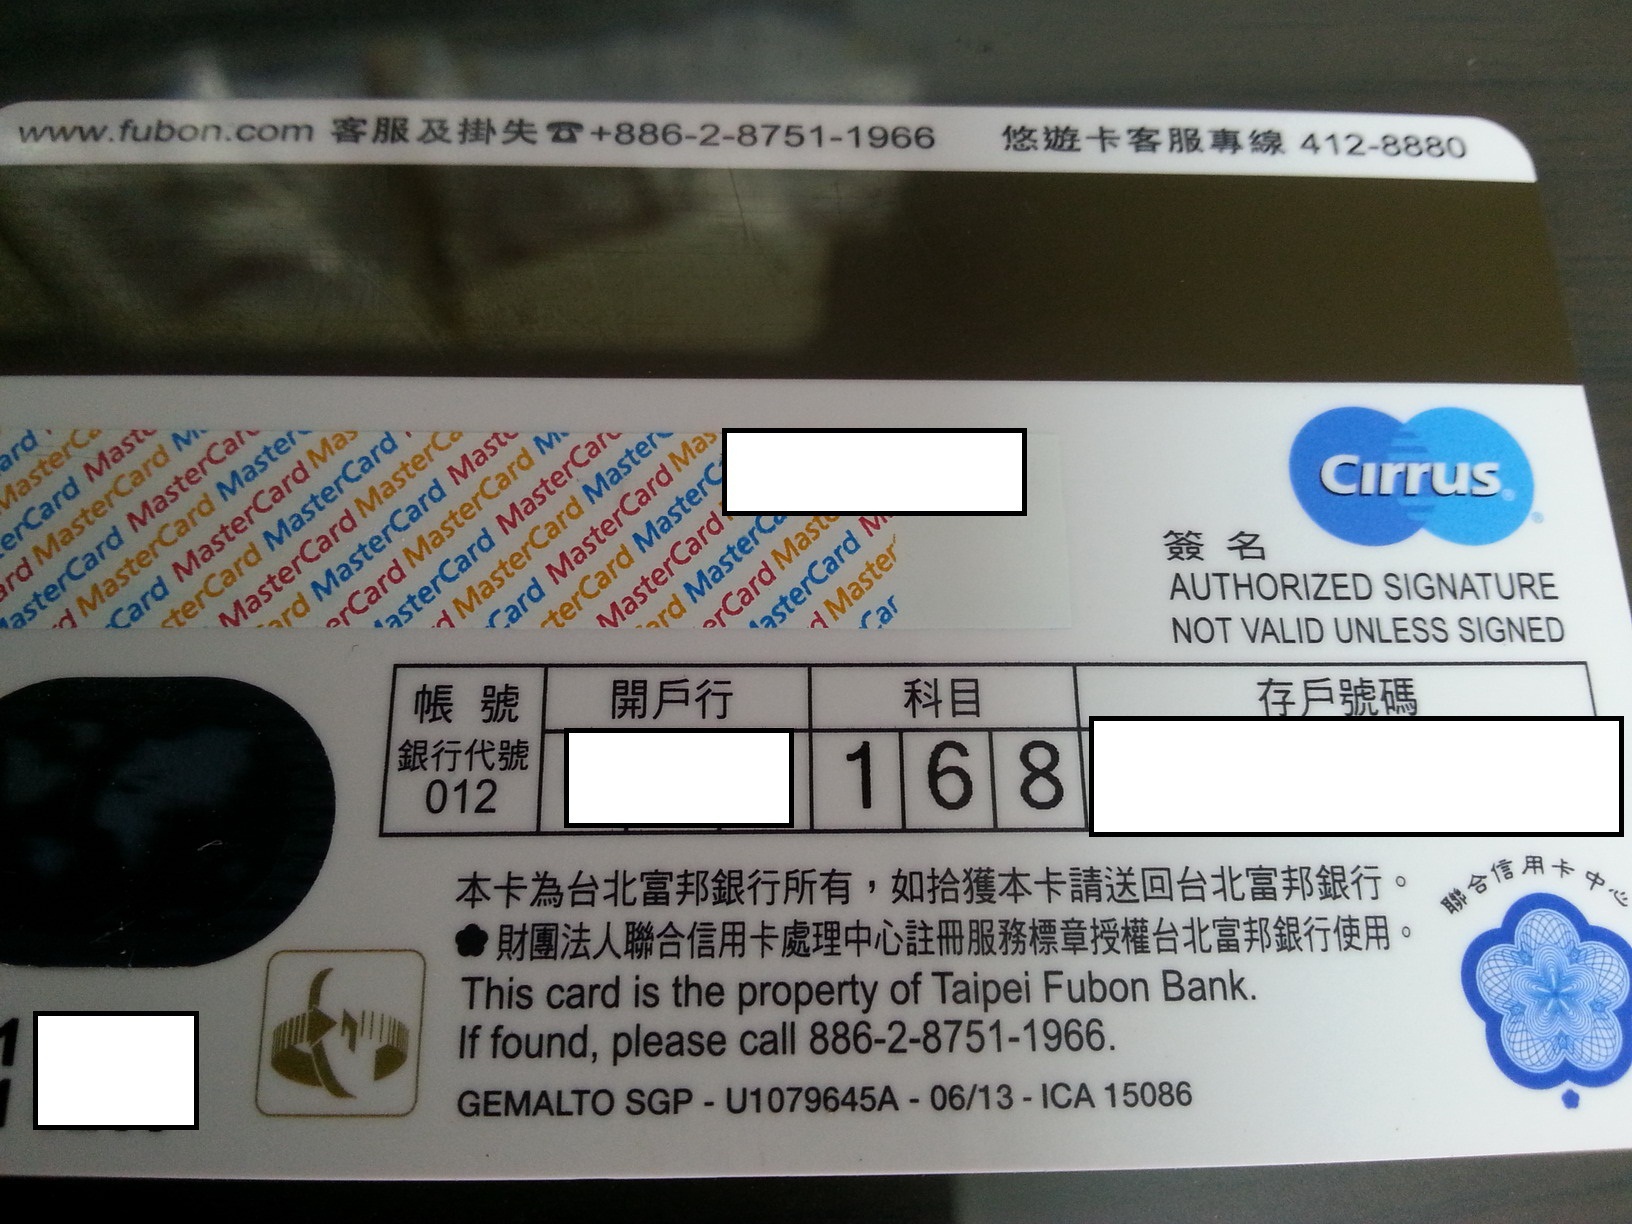 www.fubon.com 客服及掛失☎+886-2-8751-1966 悠遊卡客服專線 412-8880
MasterCard MasterCard MasterCard MasterCard
Cirrus
簽名
AUTHORIZED SIGNATURE
NOT VALID UNLESS SIGNED
帳 號 開戶行 科目 存戶號碼
銀行代號
012 1 6 8
本卡為台北富邦銀行所有，如拾獲本卡請送回台北富邦銀行。
財團法人聯合信用卡處理中心註冊服務標章授權台北富邦銀行使用。
聯合信用卡中心
This card is the property of Taipei Fubon Bank.
If found, please call 886-2-8751-1966.
GEMALTO SGP - U1079645A - 06/13 - ICA 15086